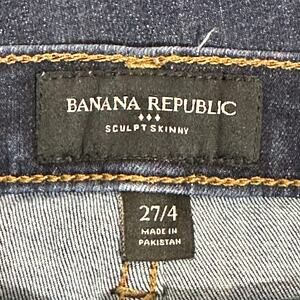 BANANA REPUBLIC
SCULPT SKINNY
27/4
MADE IN
PAKISTAN